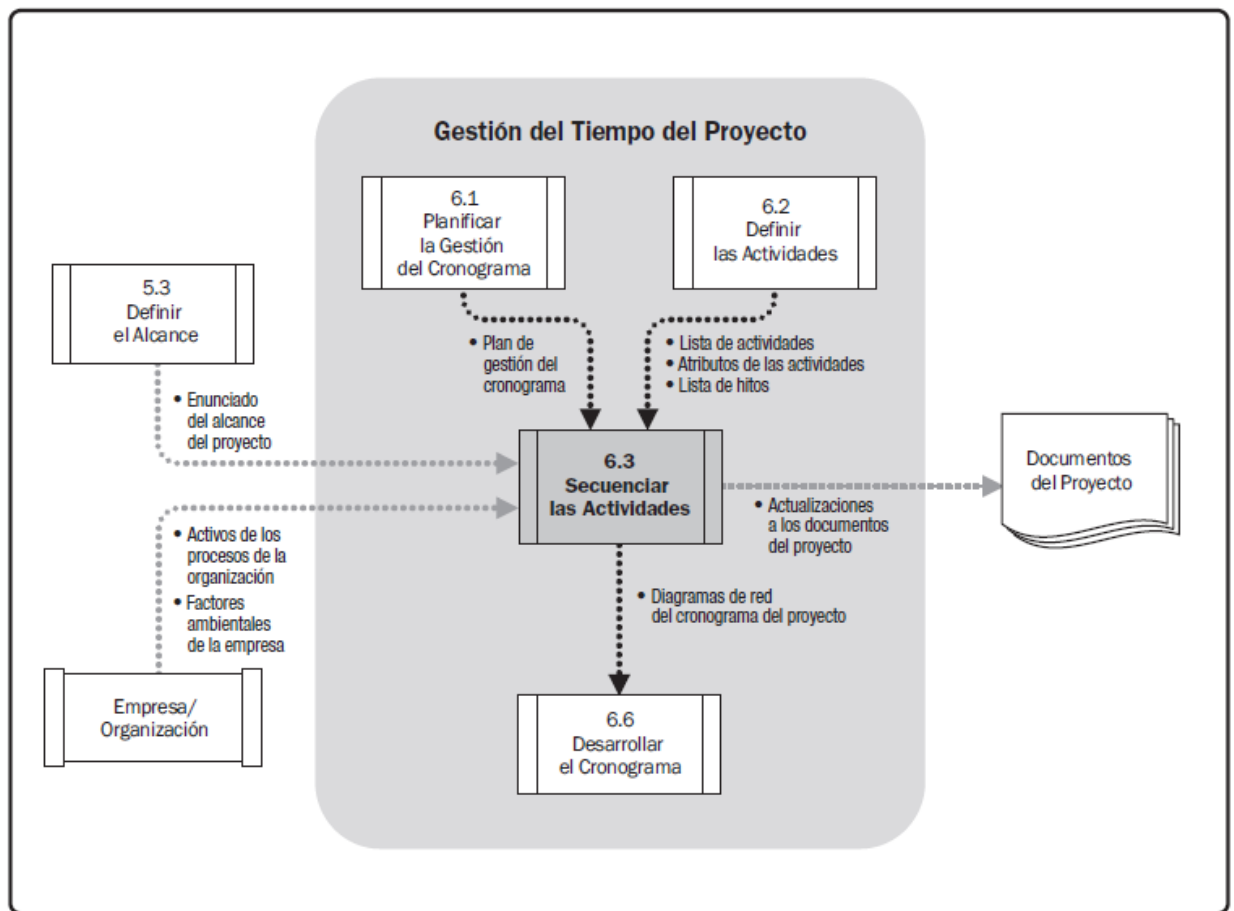 Gestión del Tiempo del Proyecto
6.1
Planificar
la Gestión
del Cronograma
6.2
Definir
las Actividades
5.3
Definir
el Alcance
• Plan de
gestión del
cronograma
• Lista de actividades
• Atributos de las actividades
• Lista de hitos
• Enunciado
del alcance
del proyecto
6.3
Secuenciar
las Actividades
Documentos
del Proyecto
• Actualizaciones
a los documentos
del proyecto
• Activos de los
procesos de la
organización
• Factores
ambientales
de la empresa
• Diagramas de red
del cronograma del proyecto
Empresa/
Organización
6.6
Desarrollar
el Cronograma